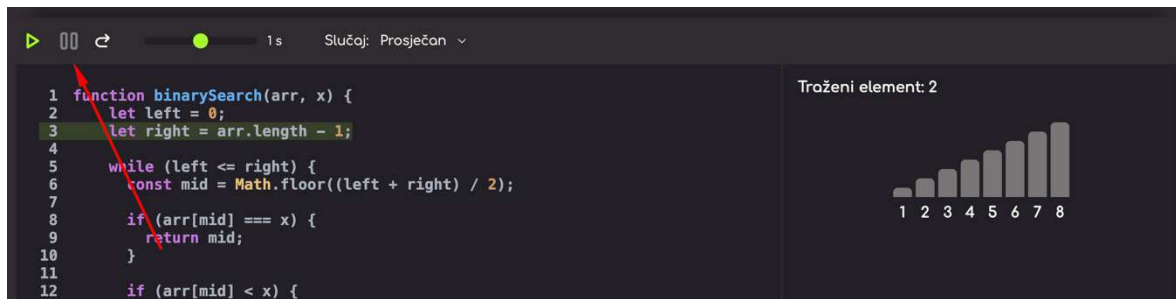 1 s Slučaj: Prosječan
1 function binarySearch(arr, x) {
2 let left = 0;
3 let right = arr.length - 1;
4
5 while (left <= right) {
6 const mid = Math.floor((left + right) / 2);
7
8 if (arr[mid] === x) {
9 return mid;
10 }
11
12 if (arr[mid] < x) {
Traženi element: 2
1 2 3 4 5 6 7 8